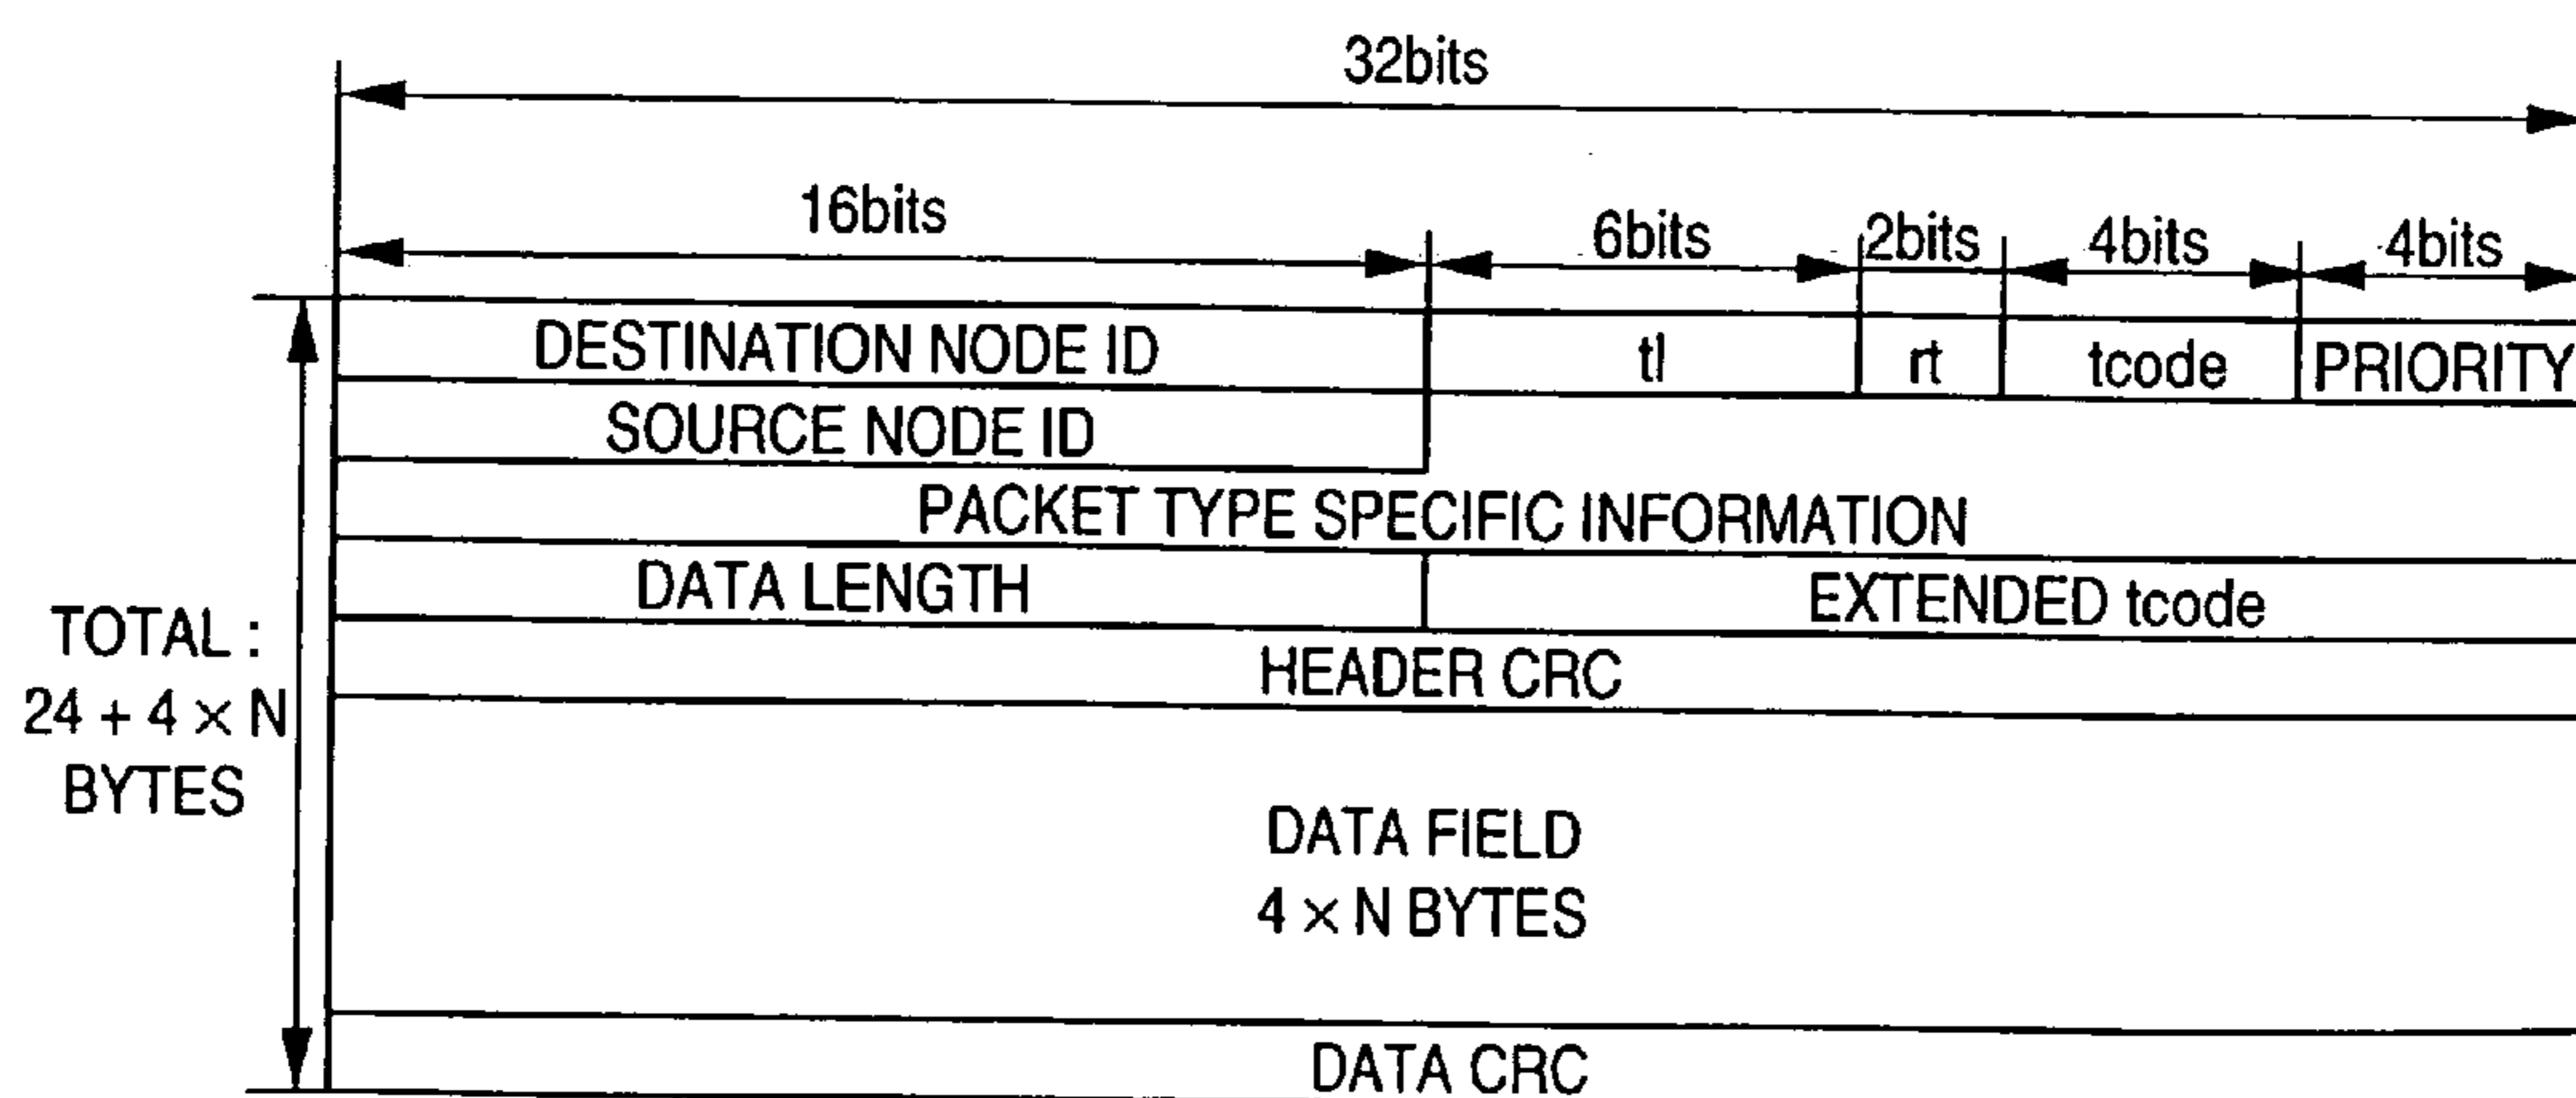 32bits
16bits 6bits 2bits 4bits 4bits
DESTINATION NODE ID tl rt tcode PRIORITY
SOURCE NODE ID
PACKET TYPE SPECIFIC INFORMATION
DATA LENGTH EXTENDED tcode
HEADER CRC
TOTAL :
24 + 4 × N
BYTES
DATA FIELD
4 × N BYTES
DATA CRC